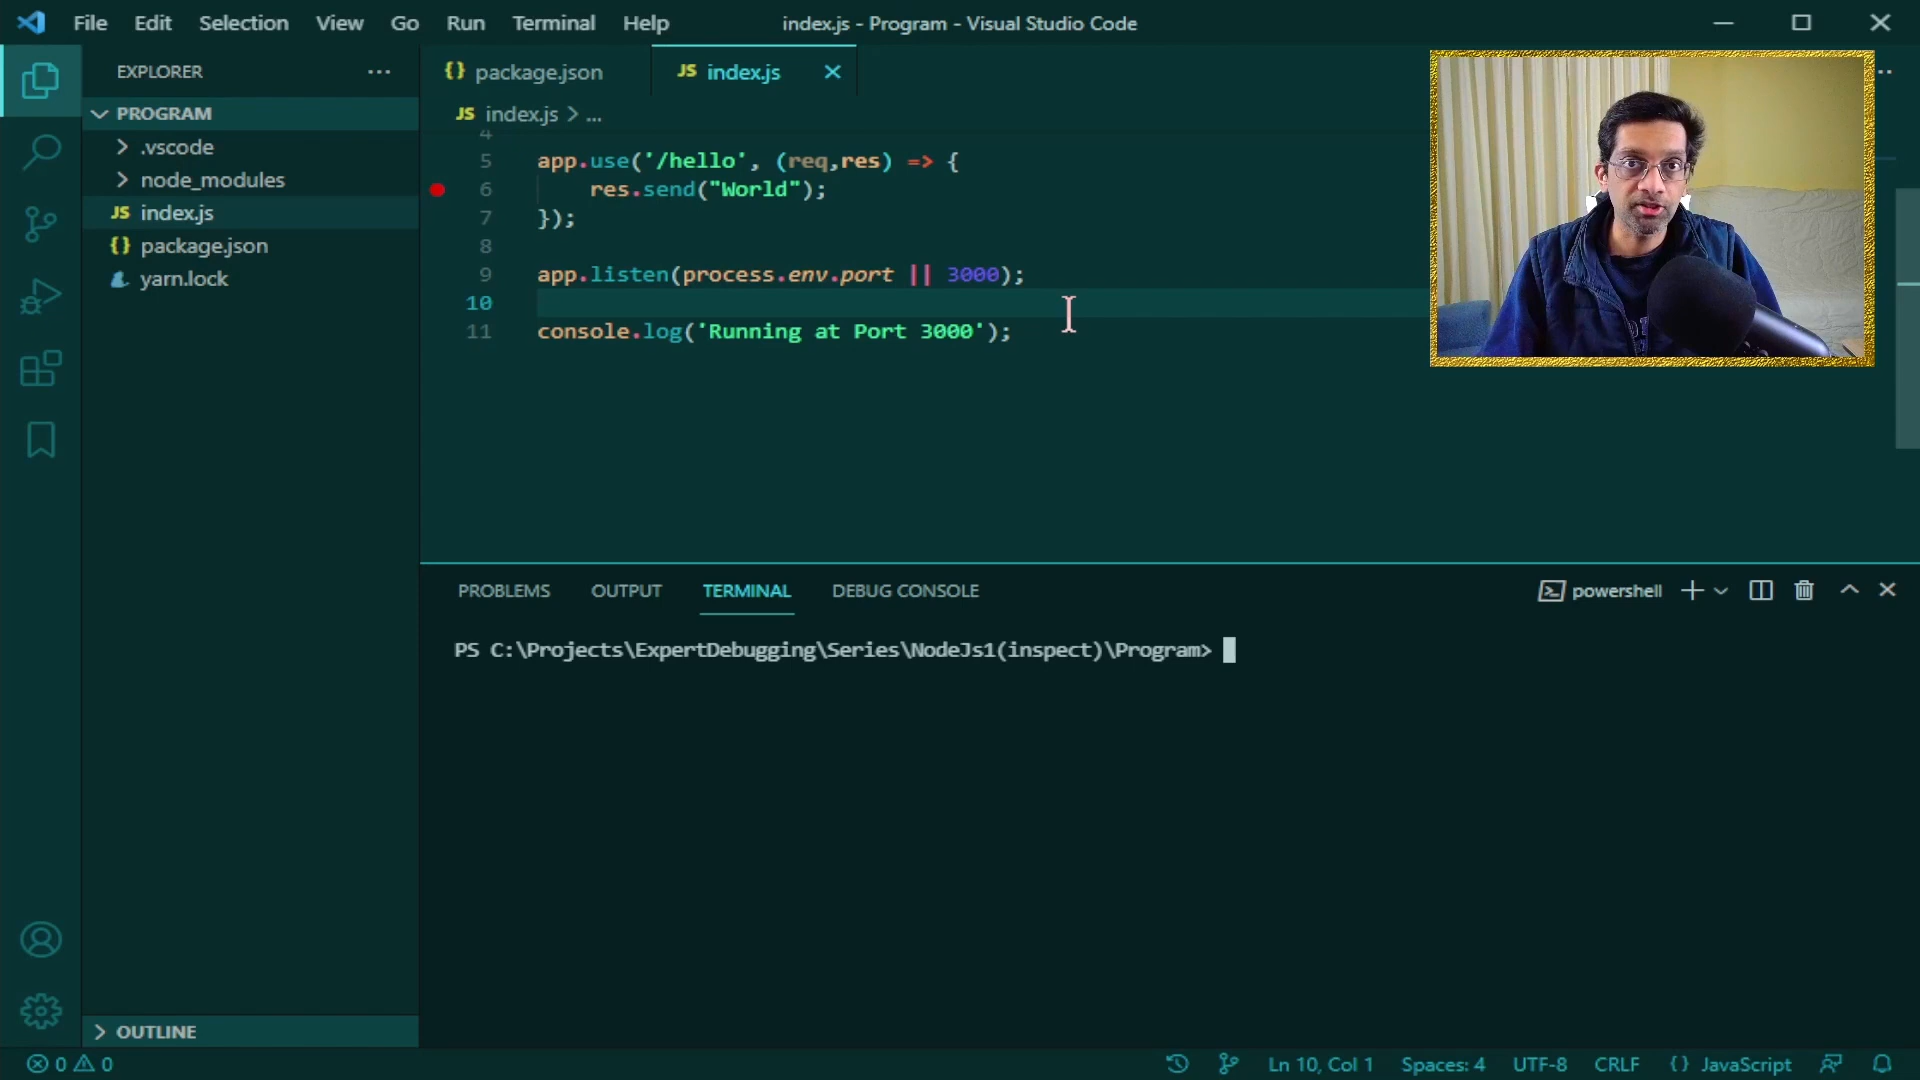 File Edit Selection View Go Run Terminal Help
index.js - Program - Visual Studio Code
EXPLORER
PROGRAM
.vscode
node_modules
JS index.js
{} package.json
yarn.lock
OUTLINE
{} package.json
JS index.js
JS index.js > ...
4
5 app.use('/hello', (req,res) => {
6 res.send("World");
7 });
8
9 app.listen(process.env.port || 3000);
10
11 console.log('Running at Port 3000');
PROBLEMS OUTPUT TERMINAL DEBUG CONSOLE
powershell
PS C:\Projects\ExpertDebugging\Series\NodeJs1(inspect)\Program>
0 0
Ln 10, Col 1 Spaces: 4 UTF-8 CRLF {} JavaScript